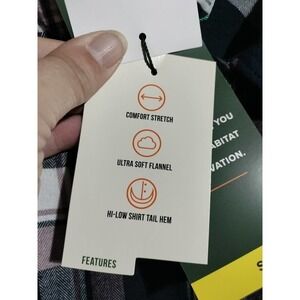 COMFORT STRETCH
ULTRA SOFT FLANNEL
HI-LOW SHIRT TAIL HEM
FEATURES
YOU
ABITAT
VATION.